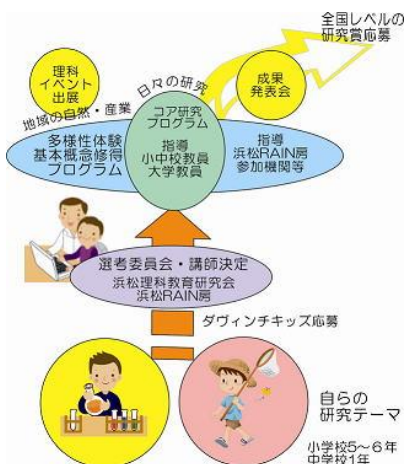 全国レベルの
研究賞応募
理科
イベント
出展
日々の研究
成果
発表会
地域の自然・産業
コア研究
プログラム
指導
小中校教員
大学教員
多様性体験
基本概念修得
プログラム
指導
浜松RAIN房
参加機関等
選考委員会・講師決定
浜松理科教育研究会
浜松RAIN房
ダヴィンチキッズ応募
自らの
研究テーマ
小学校5～6年
中学校1年